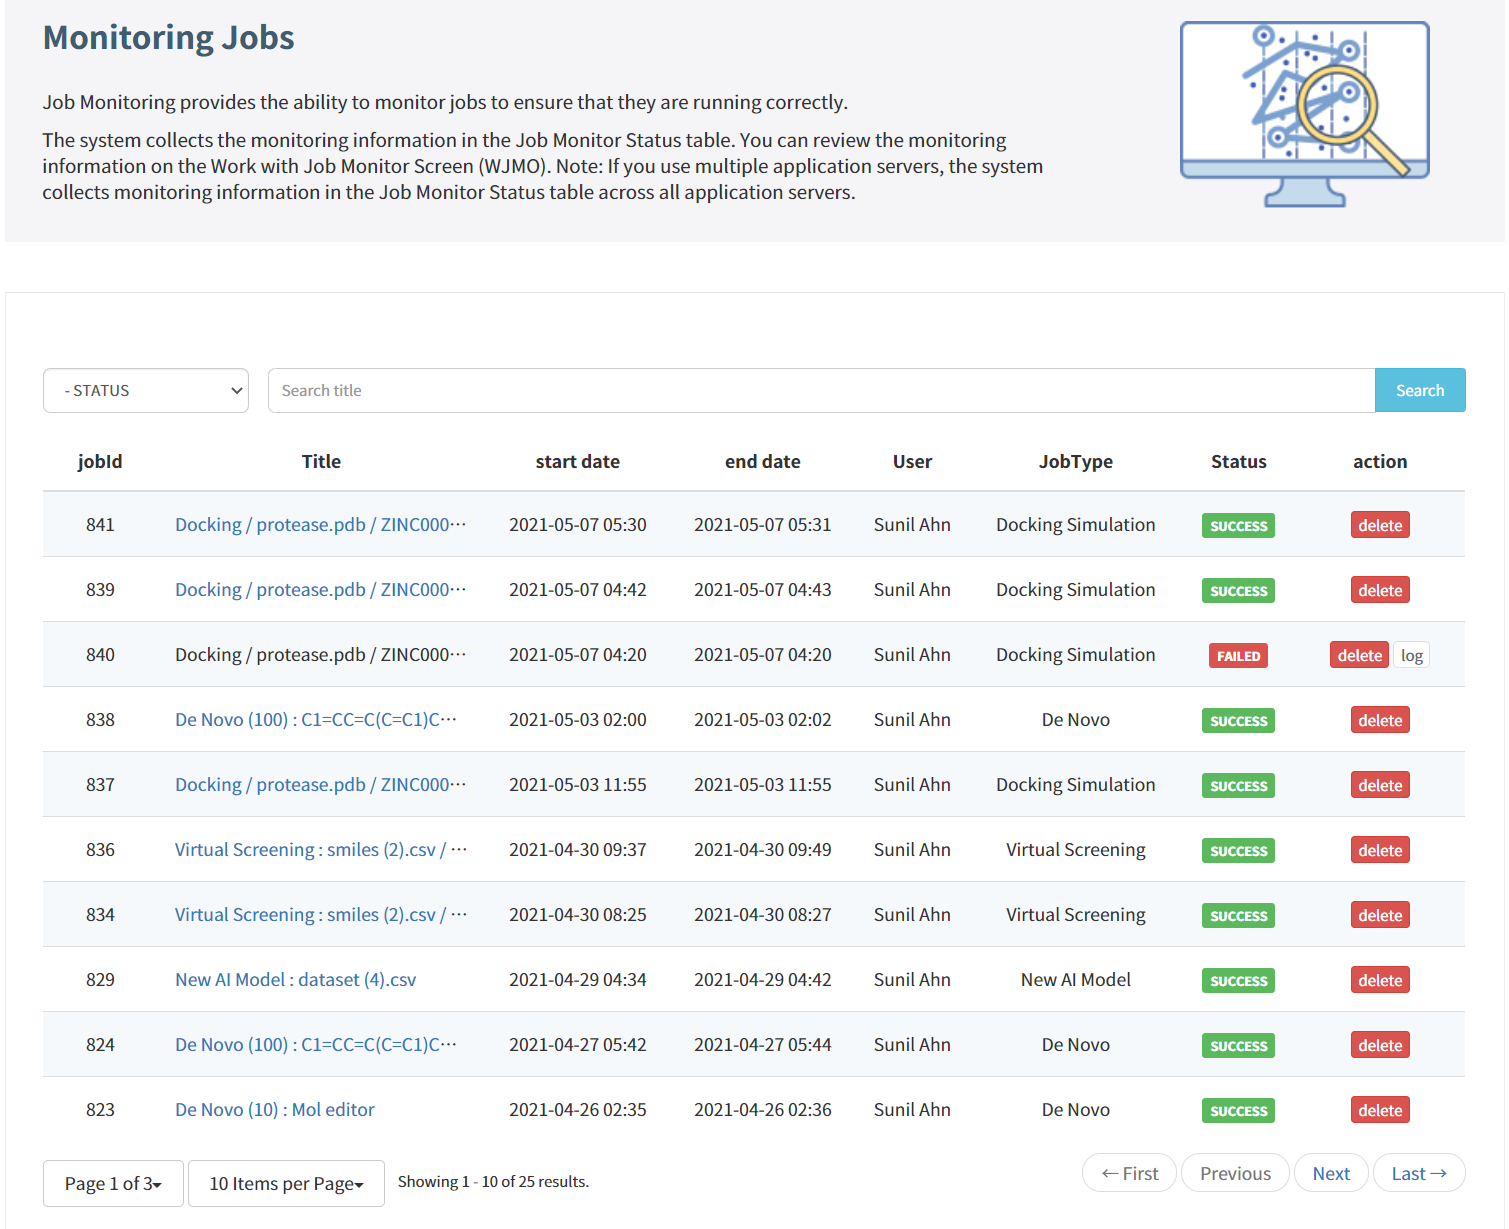 Monitoring Jobs
Job Monitoring provides the ability to monitor jobs to ensure that they are running correctly.
The system collects the monitoring information in the Job Monitor Status table. You can review the monitoring
information on the Work with Job Monitor Screen (WJMO). Note: If you use multiple application servers, the system
collects monitoring information in the Job Monitor Status table across all application servers.
- STATUS Search title Search
jobId Title start date end date User JobType Status action
841 Docking / protease.pdb / ZINC000··· 2021-05-07 05:30 2021-05-07 05:31 Sunil Ahn Docking Simulation SUCCESS delete
839 Docking / protease.pdb / ZINC000··· 2021-05-07 04:42 2021-05-07 04:43 Sunil Ahn Docking Simulation SUCCESS delete
840 Docking / protease.pdb / ZINC000··· 2021-05-07 04:20 2021-05-07 04:20 Sunil Ahn Docking Simulation FAILED delete log
838 De Novo (100) : C1=CC=C(C=C1)C··· 2021-05-03 02:00 2021-05-03 02:02 Sunil Ahn De Novo SUCCESS delete
837 Docking / protease.pdb / ZINC000··· 2021-05-03 11:55 2021-05-03 11:55 Sunil Ahn Docking Simulation SUCCESS delete
836 Virtual Screening : smiles (2).csv / ··· 2021-04-30 09:37 2021-04-30 09:49 Sunil Ahn Virtual Screening SUCCESS delete
834 Virtual Screening : smiles (2).csv / ··· 2021-04-30 08:25 2021-04-30 08:27 Sunil Ahn Virtual Screening SUCCESS delete
829 New AI Model : dataset (4).csv 2021-04-29 04:34 2021-04-29 04:42 Sunil Ahn New AI Model SUCCESS delete
824 De Novo (100) : C1=CC=C(C=C1)C··· 2021-04-27 05:42 2021-04-27 05:44 Sunil Ahn De Novo SUCCESS delete
823 De Novo (10) : Mol editor 2021-04-26 02:35 2021-04-26 02:36 Sunil Ahn De Novo SUCCESS delete
Page 1 of 3 10 Items per Page Showing 1 - 10 of 25 results. ← First Previous Next Last →